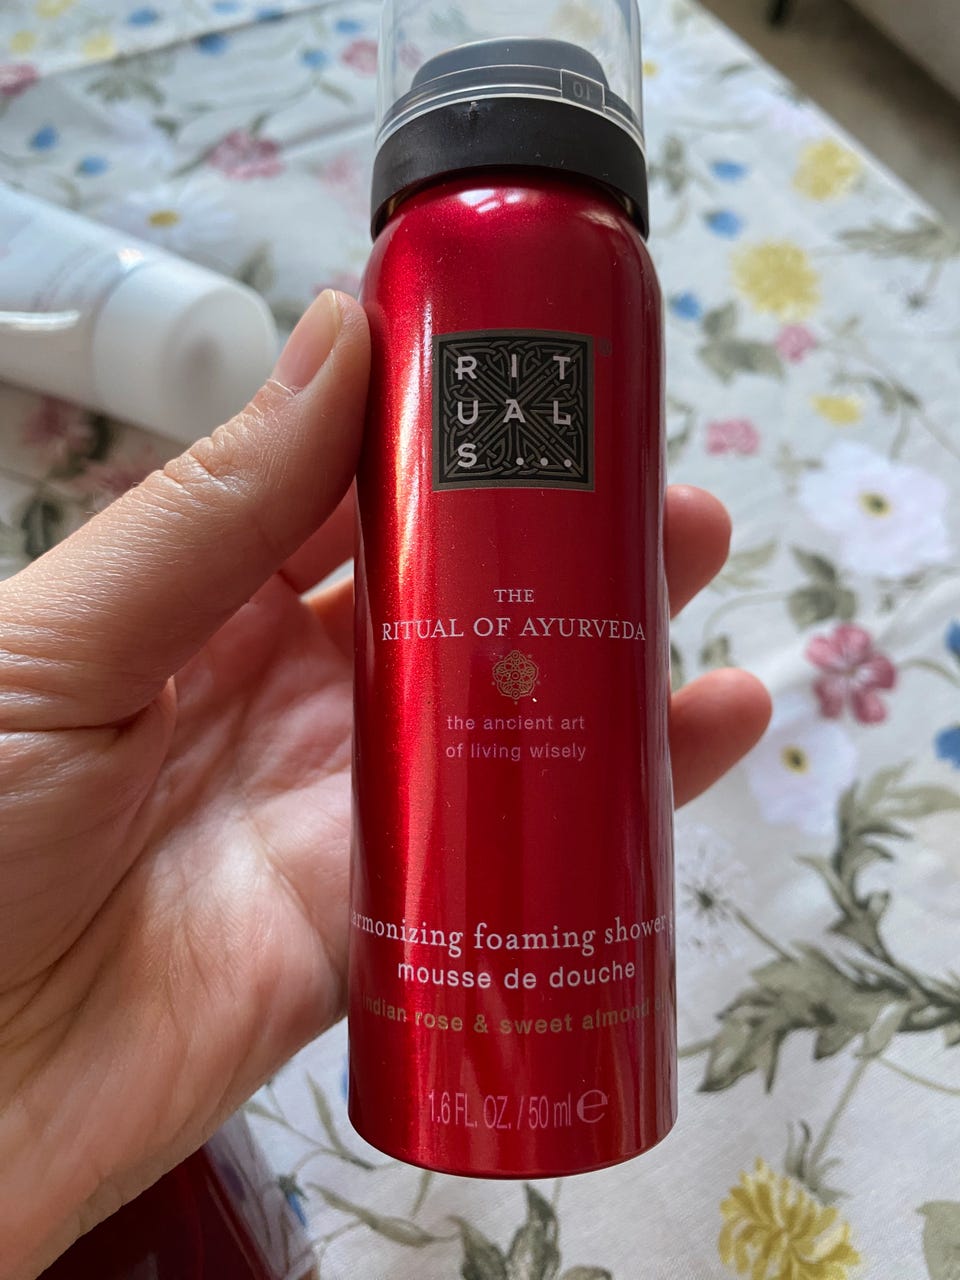 RIT
UAL
S...
THE
RITUAL OF AYURVEDA
the ancient art
of living wisely
armonizing foaming shower
mousse de douche
indian rose & sweet almond
1.6 FL. OZ. / 50 ml ℮